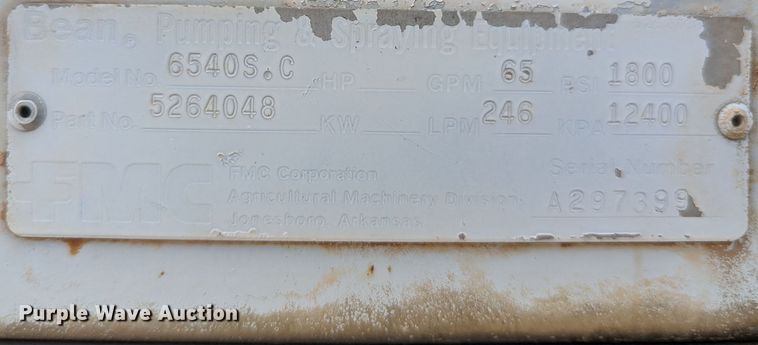 Bean® Pumping & Spraying Equipment
Model No. 6540S.C HP GPM 65 PSI 1800
Part No. 5264048 KW LPM 246 KPA 12400
FMC
FMC Corporation
Agricultural Machinery Division
Jonesboro, Arkansas
Serial Number
A297399
Purple Wave Auction